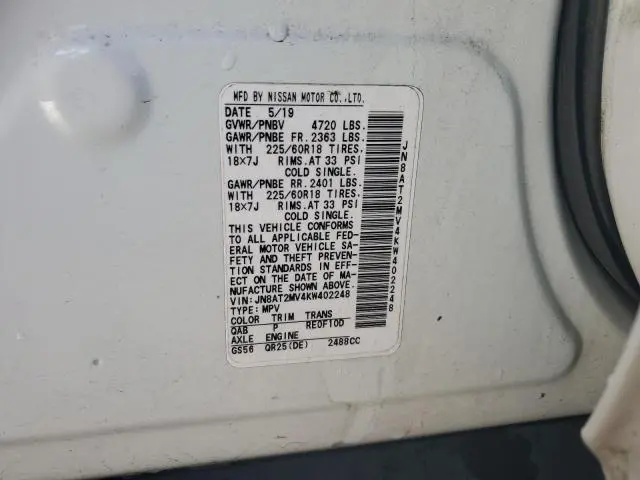 MFD BY NISSAN MOTOR CO.,LTD.
DATE 5/19
GVWR/PNBV 4720 LBS.
GAWR/PNBE FR. 2363 LBS.
WITH 225/60R18 TIRES.
18×7J RIMS.AT 33 PSI
COLD SINGLE.
GAWR/PNBE RR. 2401 LBS.
WITH 225/60R18 TIRES.
18×7J RIMS.AT 33 PSI
COLD SINGLE.
THIS VEHICLE CONFORMS
TO ALL APPLICABLE FED-
ERAL MOTOR VEHICLE SA-
FETY AND THEFT PREVEN-
TION STANDARDS IN EFF-
ECT ON THE DATE OF MA-
NUFACTURE SHOWN ABOVE.
VIN: JN8AT2MV4KW402248
TYPE: MPV
COLOR TRIM TRANS
QAB P RE0F10D
AXLE ENGINE
GS56 QR25(DE) 2488CC
JN8AT2MV4KW402248